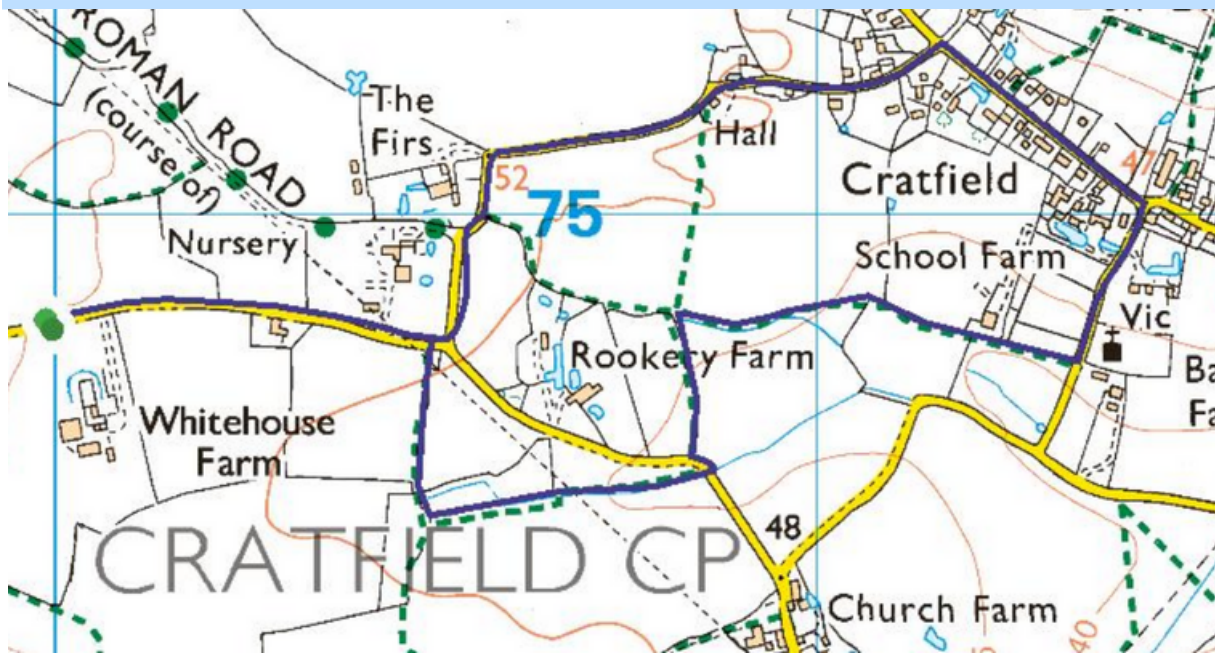 ROMAN ROAD
(course of)
The
Firs
52
75
Hall
Cratfield
47
Nursery
School Farm
Vic
Rookery Farm
Whitehouse
Farm
CRATFIELD CP
48
Church Farm
40